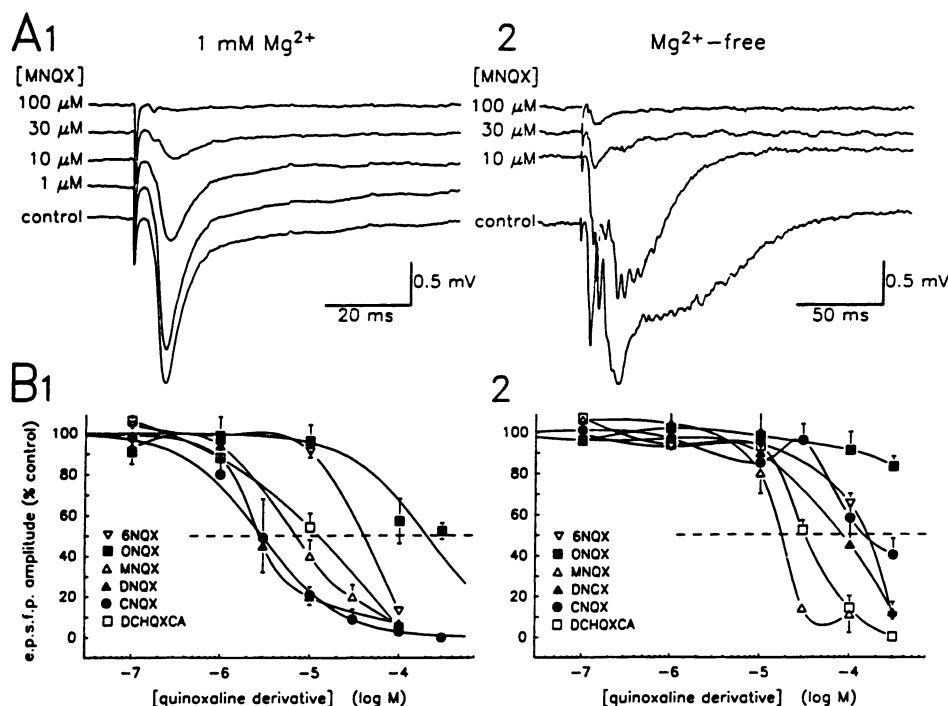 A1
1 mM Mg²⁺
[MNQX]
100 μM
30 μM
10 μM
1 μM
control
0.5 mV
20 ms
2
Mg²⁺-free
[MNQX]
100 μM
30 μM
10 μM
control
0.5 mV
50 ms
B1
e.p.s.f.p. amplitude (% control)
100
80
60
40
20
0
6NQX
ONQX
MNQX
DNQX
CNQX
DCHQXCA
-7
-6
-5
-4
[quinoxaline derivative] (log M)
2
100
80
60
40
20
0
6NQX
ONQX
MNQX
DNCX
CNQX
DCHQXCA
-7
-6
-5
-4
[quinoxaline derivative] (log M)